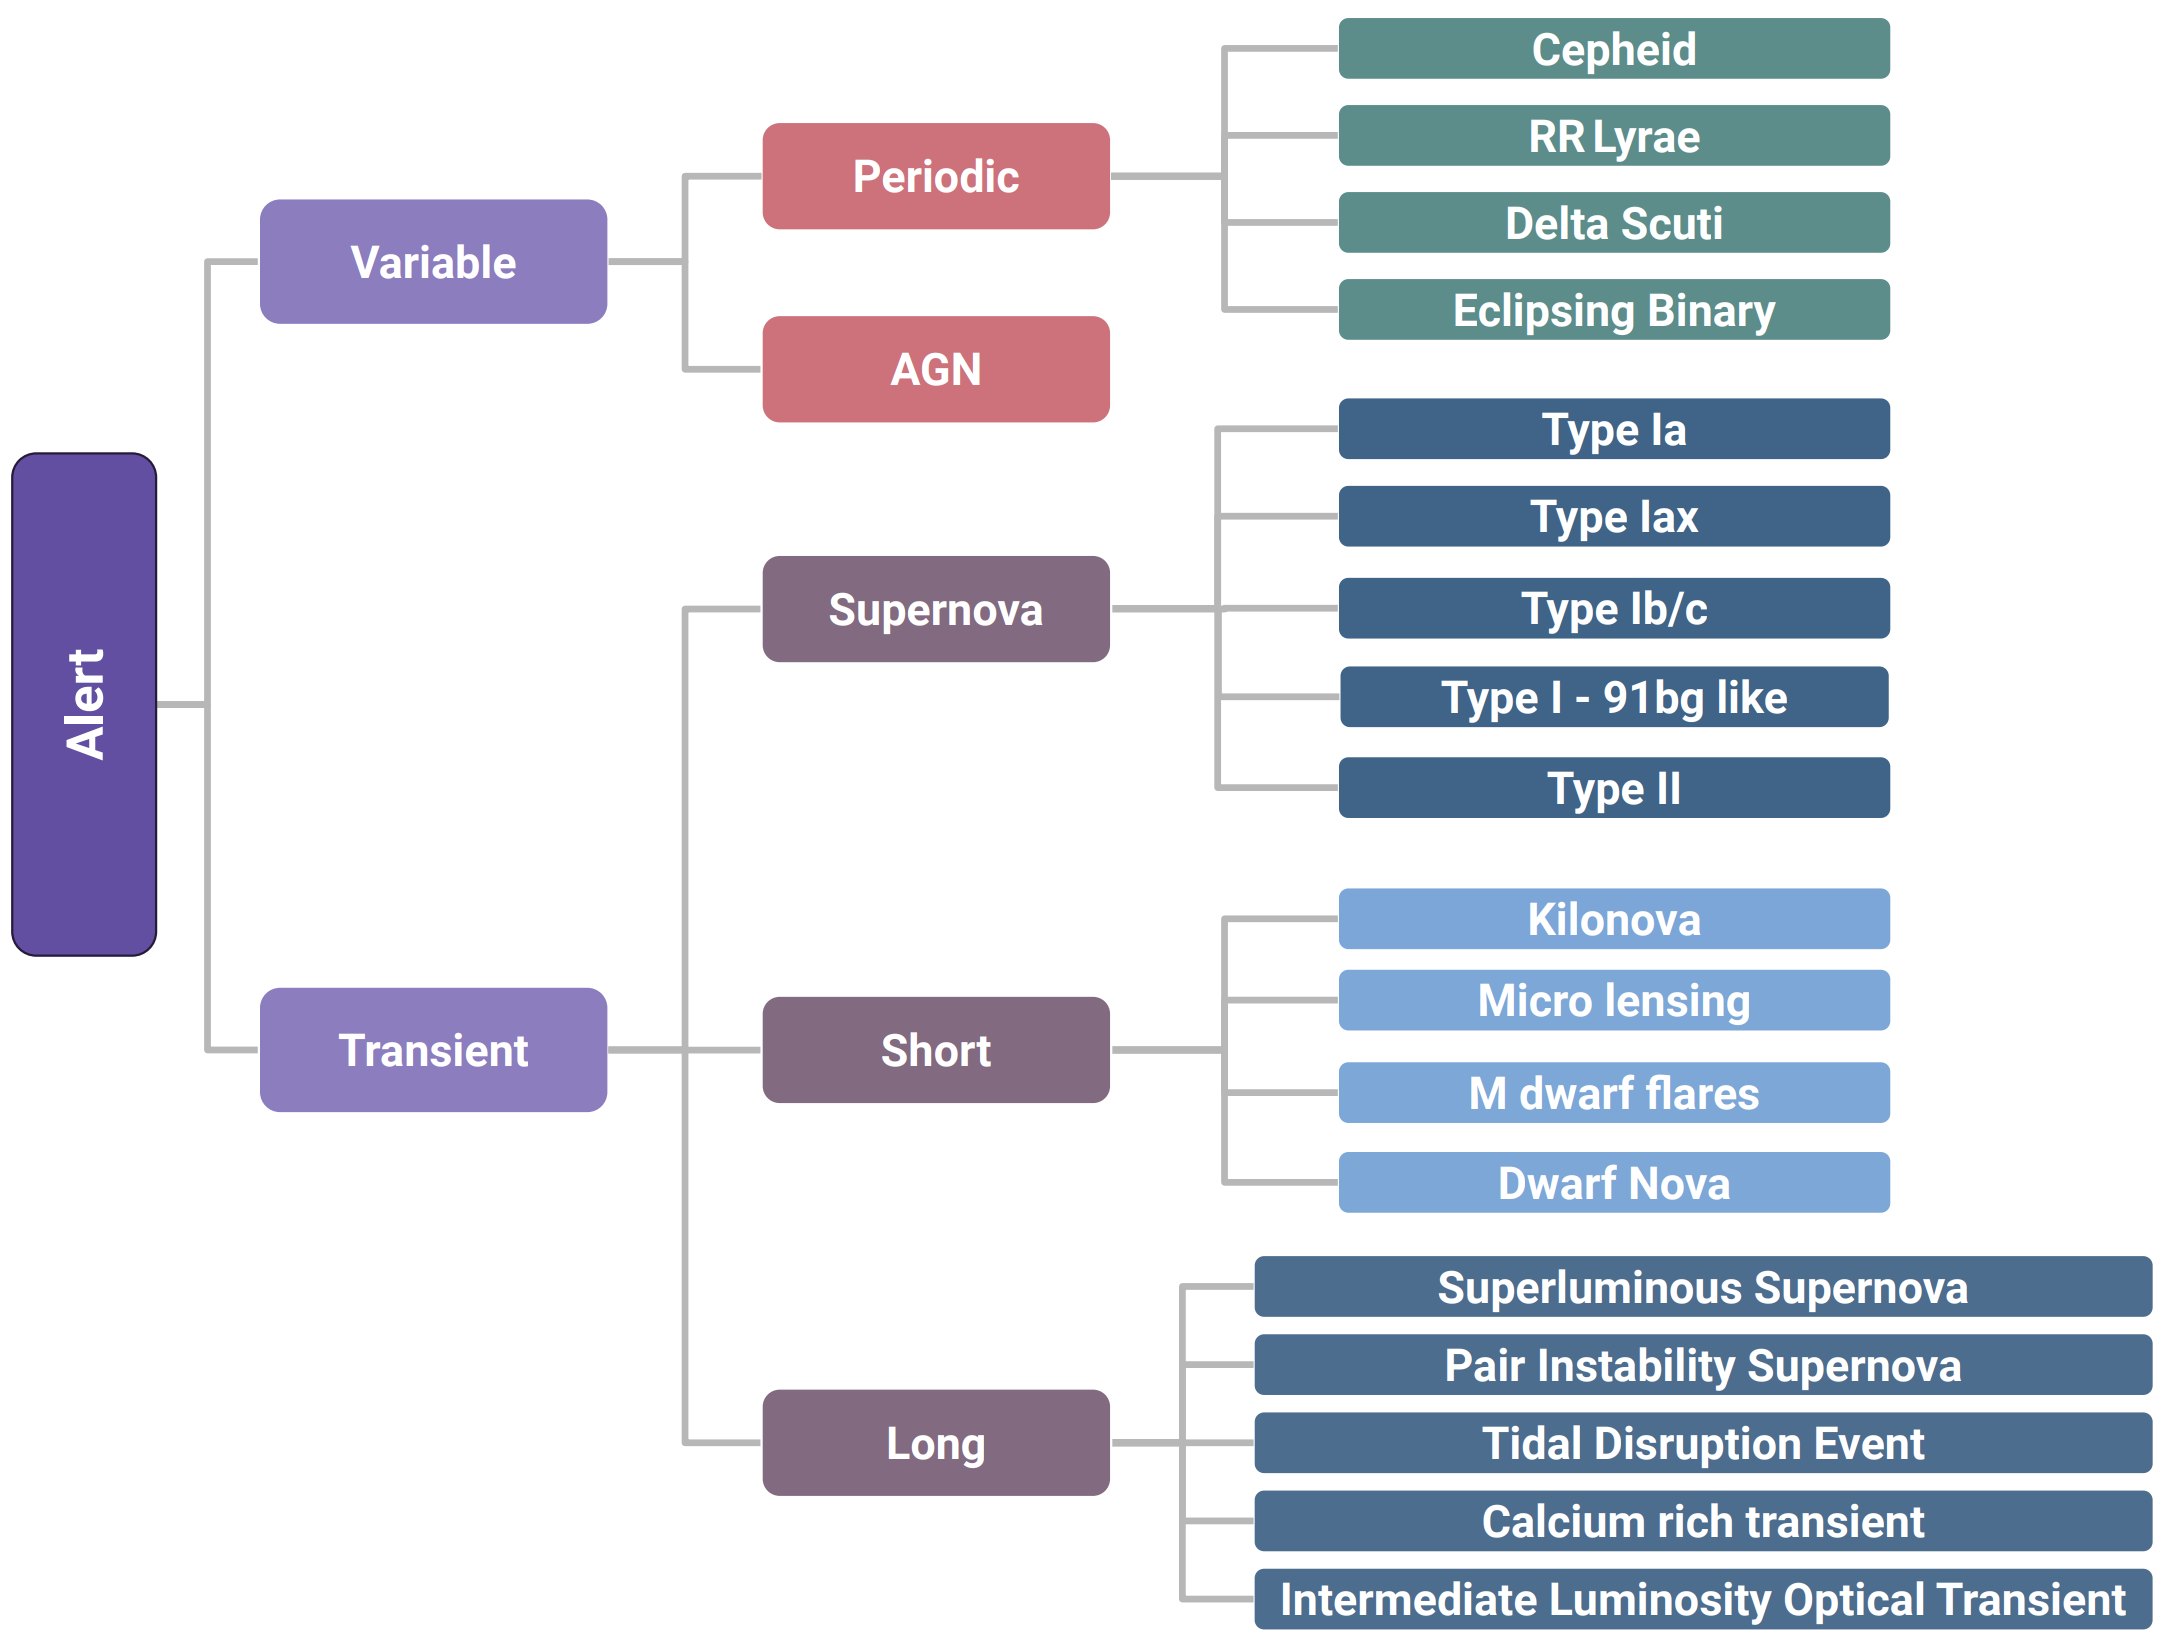 Alert
Variable
Periodic
Cepheid
RR Lyrae
Delta Scuti
Eclipsing Binary
AGN
Transient
Supernova
Type Ia
Type Iax
Type Ib/c
Type I - 91bg like
Type II
Short
Kilonova
Micro lensing
M dwarf flares
Dwarf Nova
Long
Superluminous Supernova
Pair Instability Supernova
Tidal Disruption Event
Calcium rich transient
Intermediate Luminosity Optical Transient